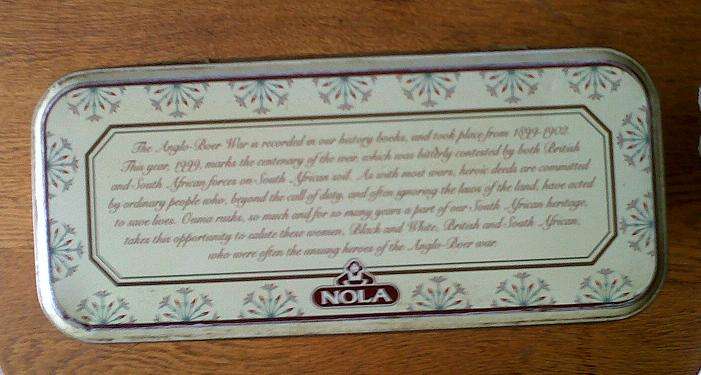 The Anglo-Boer War is recorded in our history books, and took place from 1899-1902.
This year, 1999, marks the centenary of the war, which was bitterly contested by both British
and South African forces on South African soil. As with most wars, heroic deeds are committed
by ordinary people who, beyond the call of duty, and often ignoring the laws of the land, have acted
to save lives. Ouma rusks, so much and for so many years a part of our South African heritage,
takes this opportunity to salute these women, Black and White, British and South African,
who were often the unsung heroes of the Anglo-Boer war.
NOLA